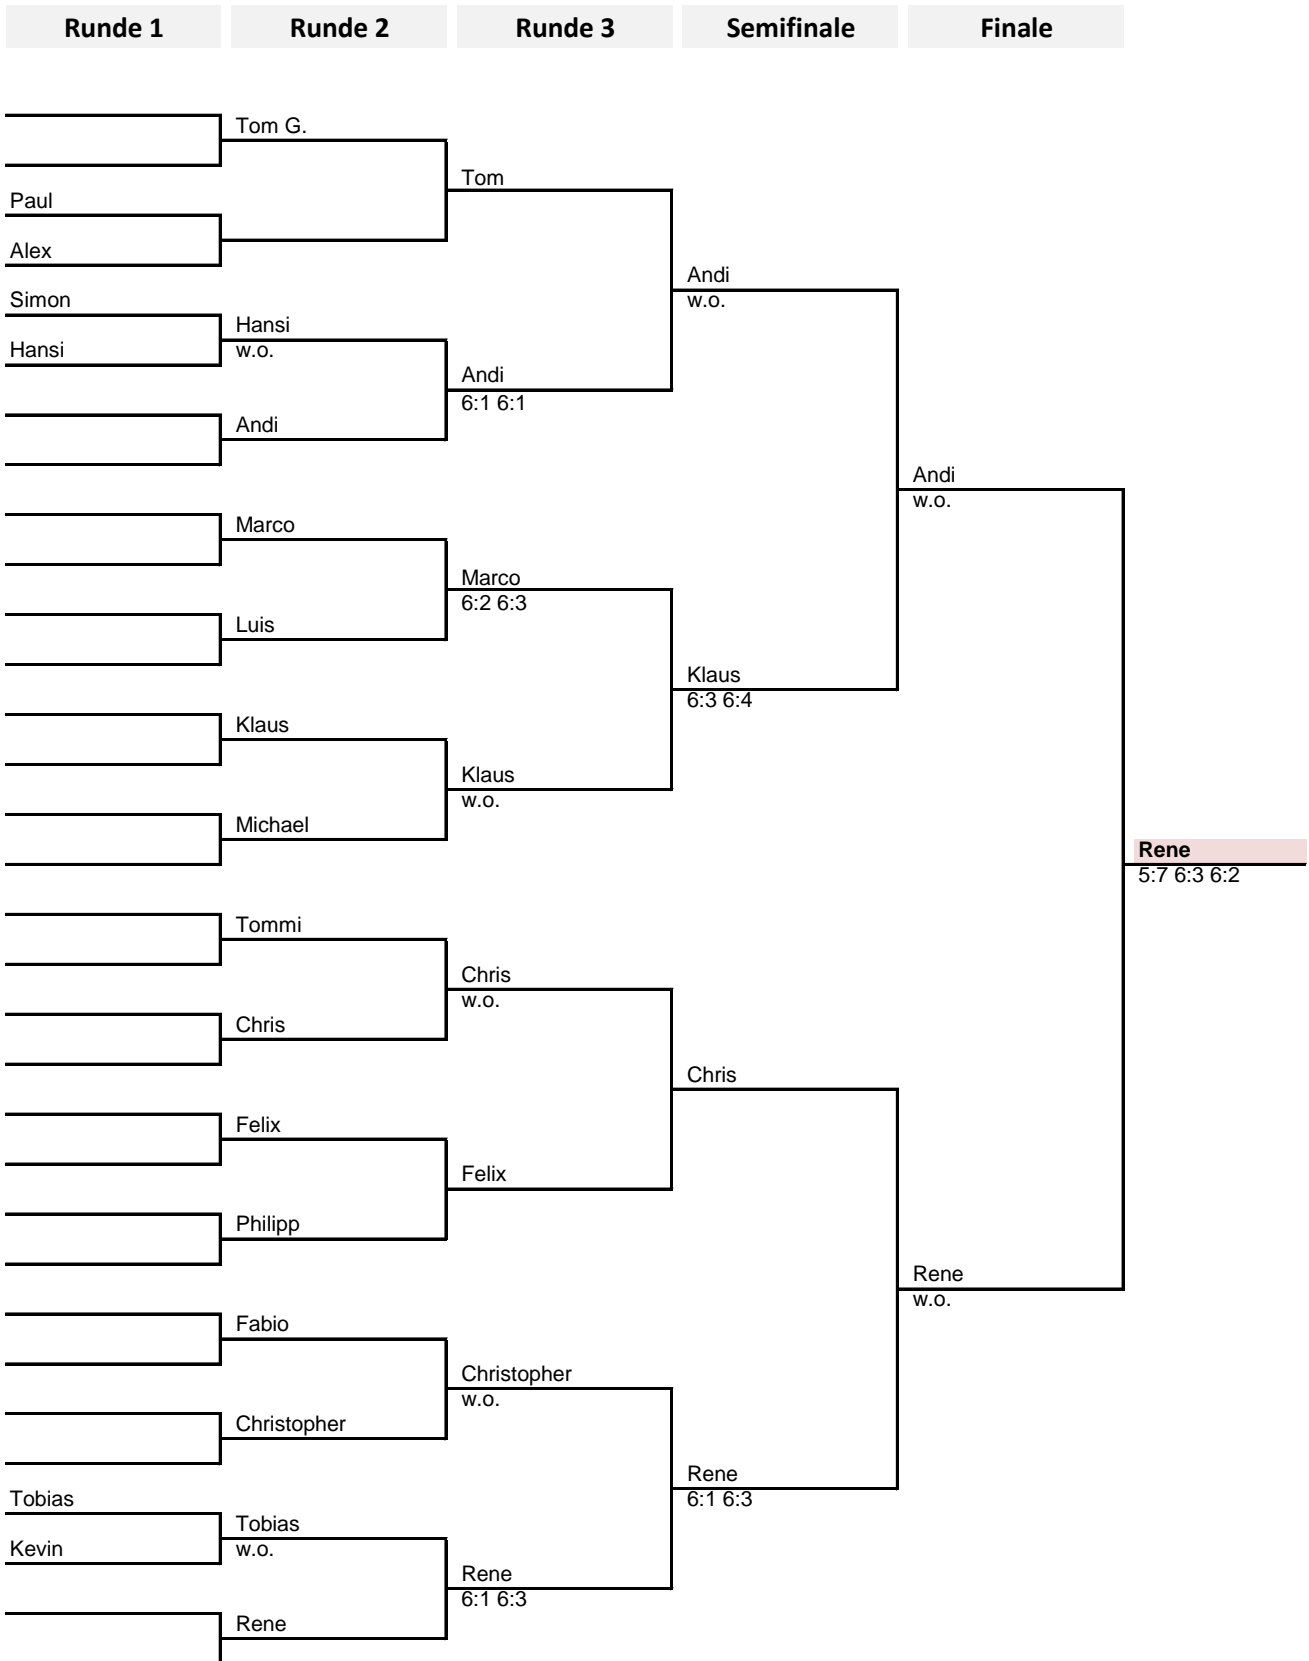 Runde 1 Runde 2 Runde 3 Semifinale Finale
Tom G.
Tom
Paul
Alex
Andi
Simon
w.o.
Hansi
Hansi
w.o.
Andi
6:1 6:1
Andi
Andi
w.o.
Marco
Marco
6:2 6:3
Luis
Klaus
6:3 6:4
Klaus
Klaus
w.o.
Michael
Rene
5:7 6:3 6:2
Tommi
Chris
w.o.
Chris
Chris
Felix
Felix
Philipp
Rene
w.o.
Fabio
Christopher
w.o.
Christopher
Rene
6:1 6:3
Tobias
Tobias
w.o.
Kevin
Rene
6:1 6:3
Rene